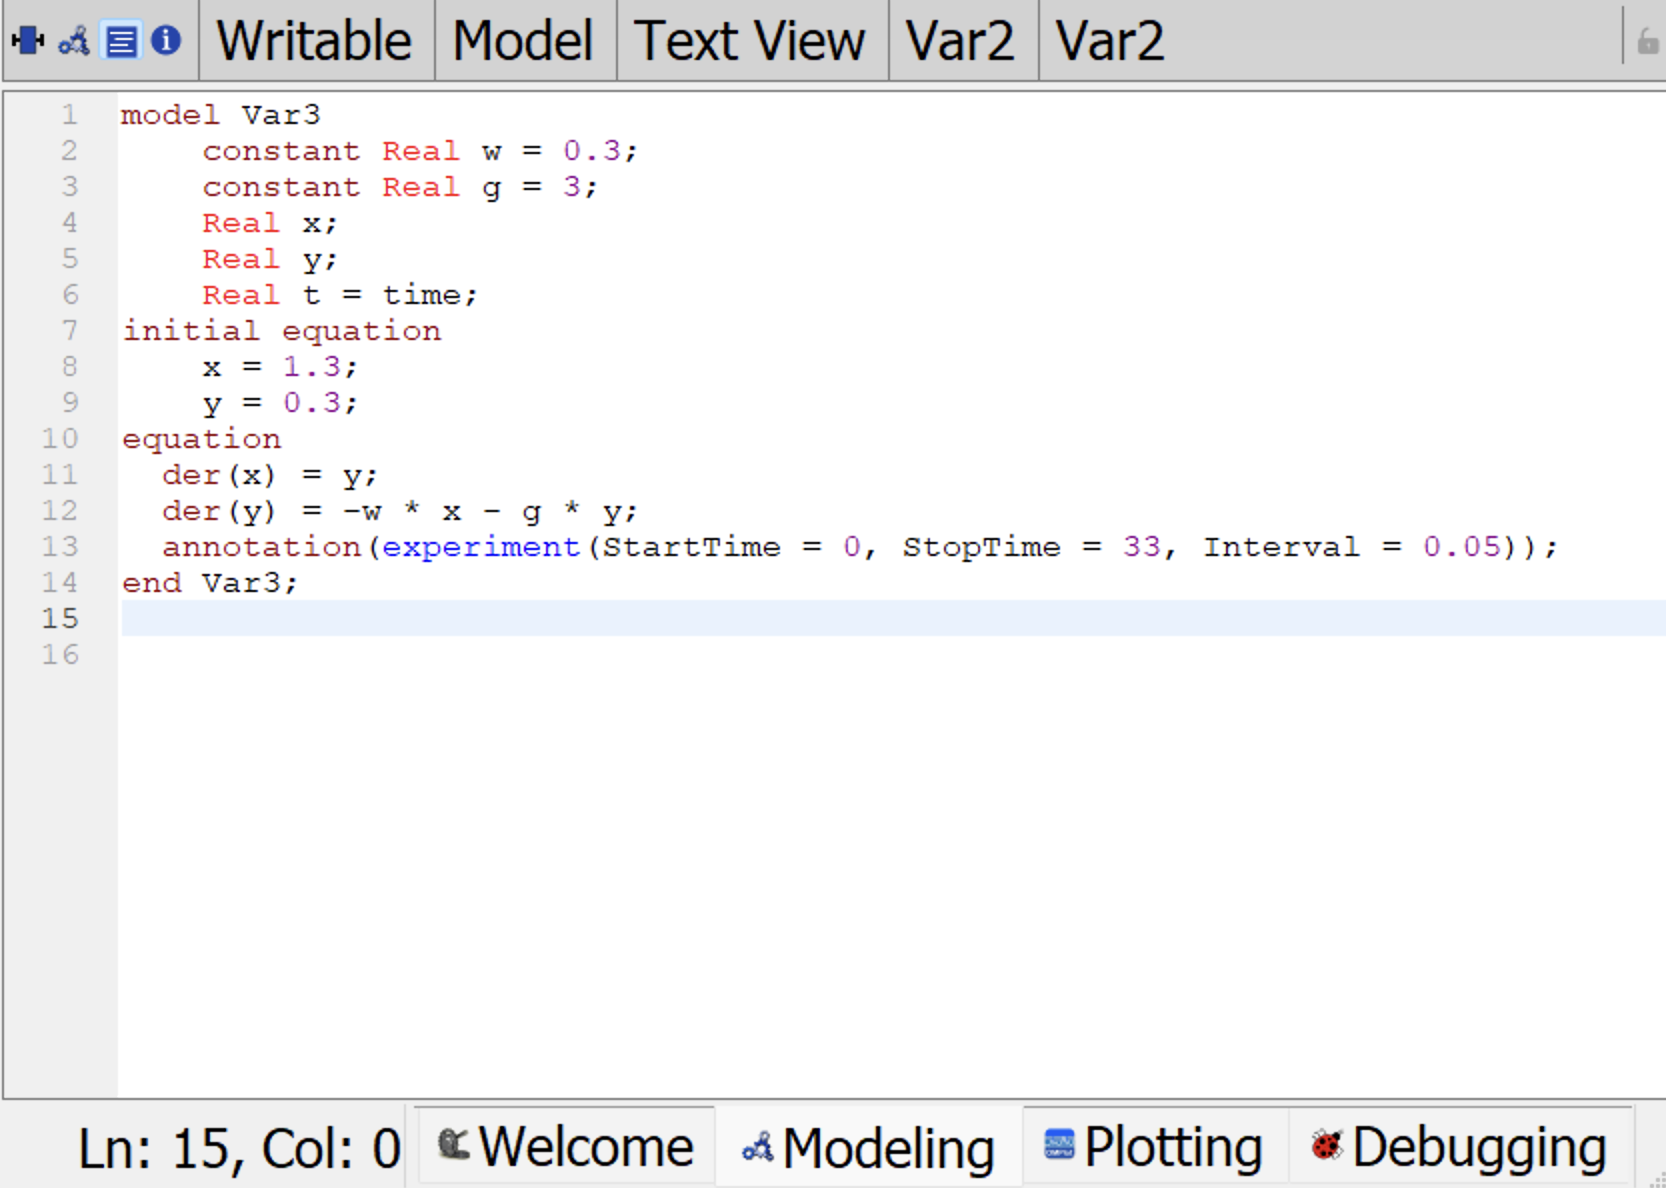 Writable Model Text View Var2 Var2
1 model Var3
2     constant Real w = 0.3;
3     constant Real g = 3;
4     Real x;
5     Real y;
6     Real t = time;
7 initial equation
8     x = 1.3;
9     y = 0.3;
10 equation
11   der(x) = y;
12   der(y) = -w * x - g * y;
13   annotation(experiment(StartTime = 0, StopTime = 33, Interval = 0.05));
14 end Var3;
15
16
Ln: 15, Col: 0 Welcome Modeling Plotting Debugging